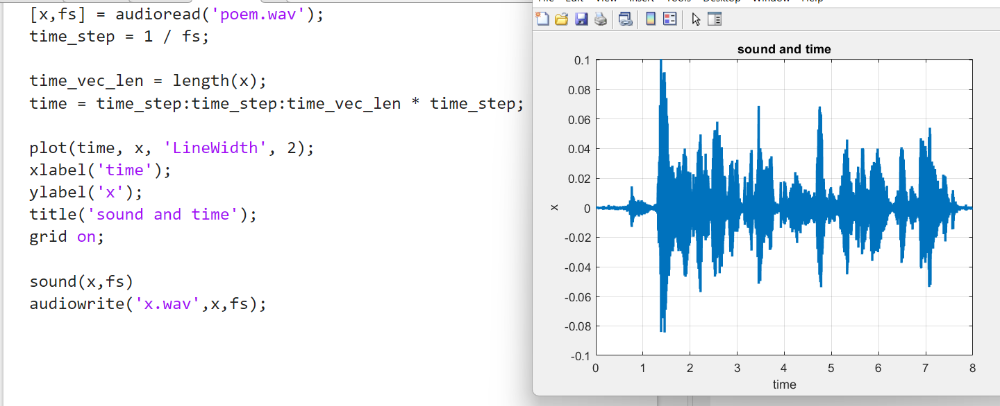 [x,fs] = audioread('poem.wav');
time_step = 1 / fs;
time_vec_len = length(x);
time = time_step:time_step:time_vec_len * time_step;
plot(time, x, 'LineWidth', 2);
xlabel('time');
ylabel('x');
title('sound and time');
grid on;
sound(x,fs)
audiowrite('x.wav',x,fs);
sound and time
0.1
0.08
0.06
0.04
0.02
0
-0.02
-0.04
-0.06
-0.08
-0.1
x
0 1 2 3 4 5 6 7 8
time